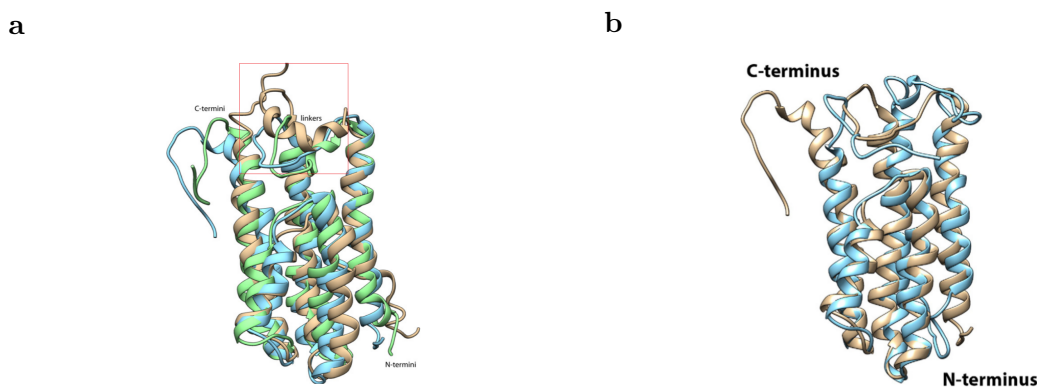 a
b
C-terminus
C-termini
linkers
N-termini
N-terminus